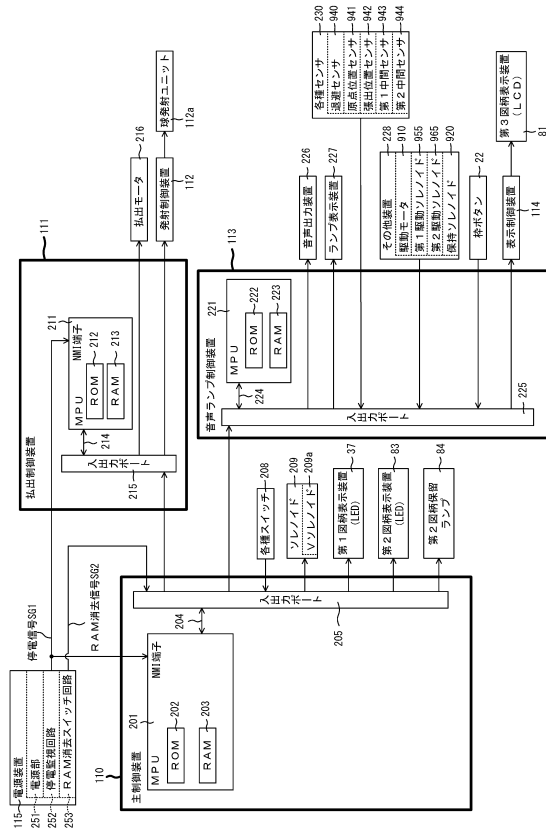 115
電源装置
251
電源部
252
停電監視回路
253
RAM消去スイッチ回路
停電信号SG1
RAM消去信号SG2
110
主制御装置
201
MPU
NMI端子
202
ROM
203
RAM
204
入出力ポート
205
111
払出制御装置
211
NMI端子
MPU
212
ROM
213
RAM
214
入出力ポート
215
216
払出モータ
112
発射制御装置
112a
球発射ユニット
208
各種スイッチ
209
ソレノイド
209a
Vソレノイド
37
第1図柄表示装置
(LED)
83
第2図柄表示装置
(LED)
84
第2図柄保留
ランプ
113
音声ランプ制御装置
221
MPU
222
ROM
223
RAM
224
入出力ポート
225
226
音声出力装置
227
ランプ表示装置
230
各種センサ
940
退避センサ
941
原点位置センサ
942
張出位置センサ
943
第1中間センサ
944
第2中間センサ
228
その他装置
910
駆動モータ
955
第1駆動ソレノイド
965
第2駆動ソレノイド
920
保持ソレノイド
22
枠ボタン
114
表示制御装置
第3図柄表示装置
(LCD)
81